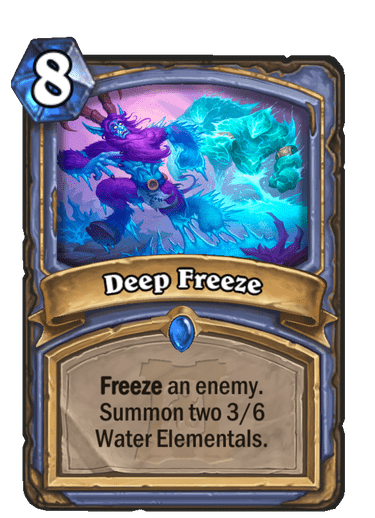 8
Deep Freeze
Freeze an enemy.
Summon two 3/6
Water Elementals.